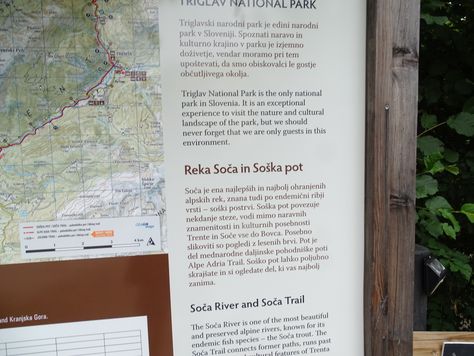 TRIGLAV NATIONAL PARK
Triglavski narodni park je edini narodni
park v Sloveniji. Spoznati naravo in
kulturno krajino v parku je izjemno
doživetje, vendar moramo pri tem
upoštevati, da smo obiskovalci le gostje
občutljivega okolja.
Triglav National Park is the only national
park in Slovenia. It is an exceptional
experience to visit the nature and cultural
landscape of the park, but we should
never forget that we are only guests in this
environment.
Reka Soča in Soška pot
Soča je ena najlepših in najbolj ohranjenih
alpskih rek, znana tudi po endemični ribji
vrsti – soški postrvi. Soška pot povezuje
nekdanje steze, vodi mimo naravnih
znamenitosti in kulturnih posebnosti
Trente in Soče vse do Bovca. Posebno
slikoviti so pogledi z lesenih brvi. Pot je
del mednarodne daljinske pohodniške poti
Alpe Adria Trail. Soško pot lahko poljubno
skrajšate in si ogledate del, ki vas najbolj
zanima.
Soča River and Soča Trail
The Soča River is one of the most beautiful
and preserved alpine rivers, known for its
endemic fish species – the Soča trout. The
Soča Trail connects former paths, runs past
cultural features of Trenta
and Kranjska Gora.